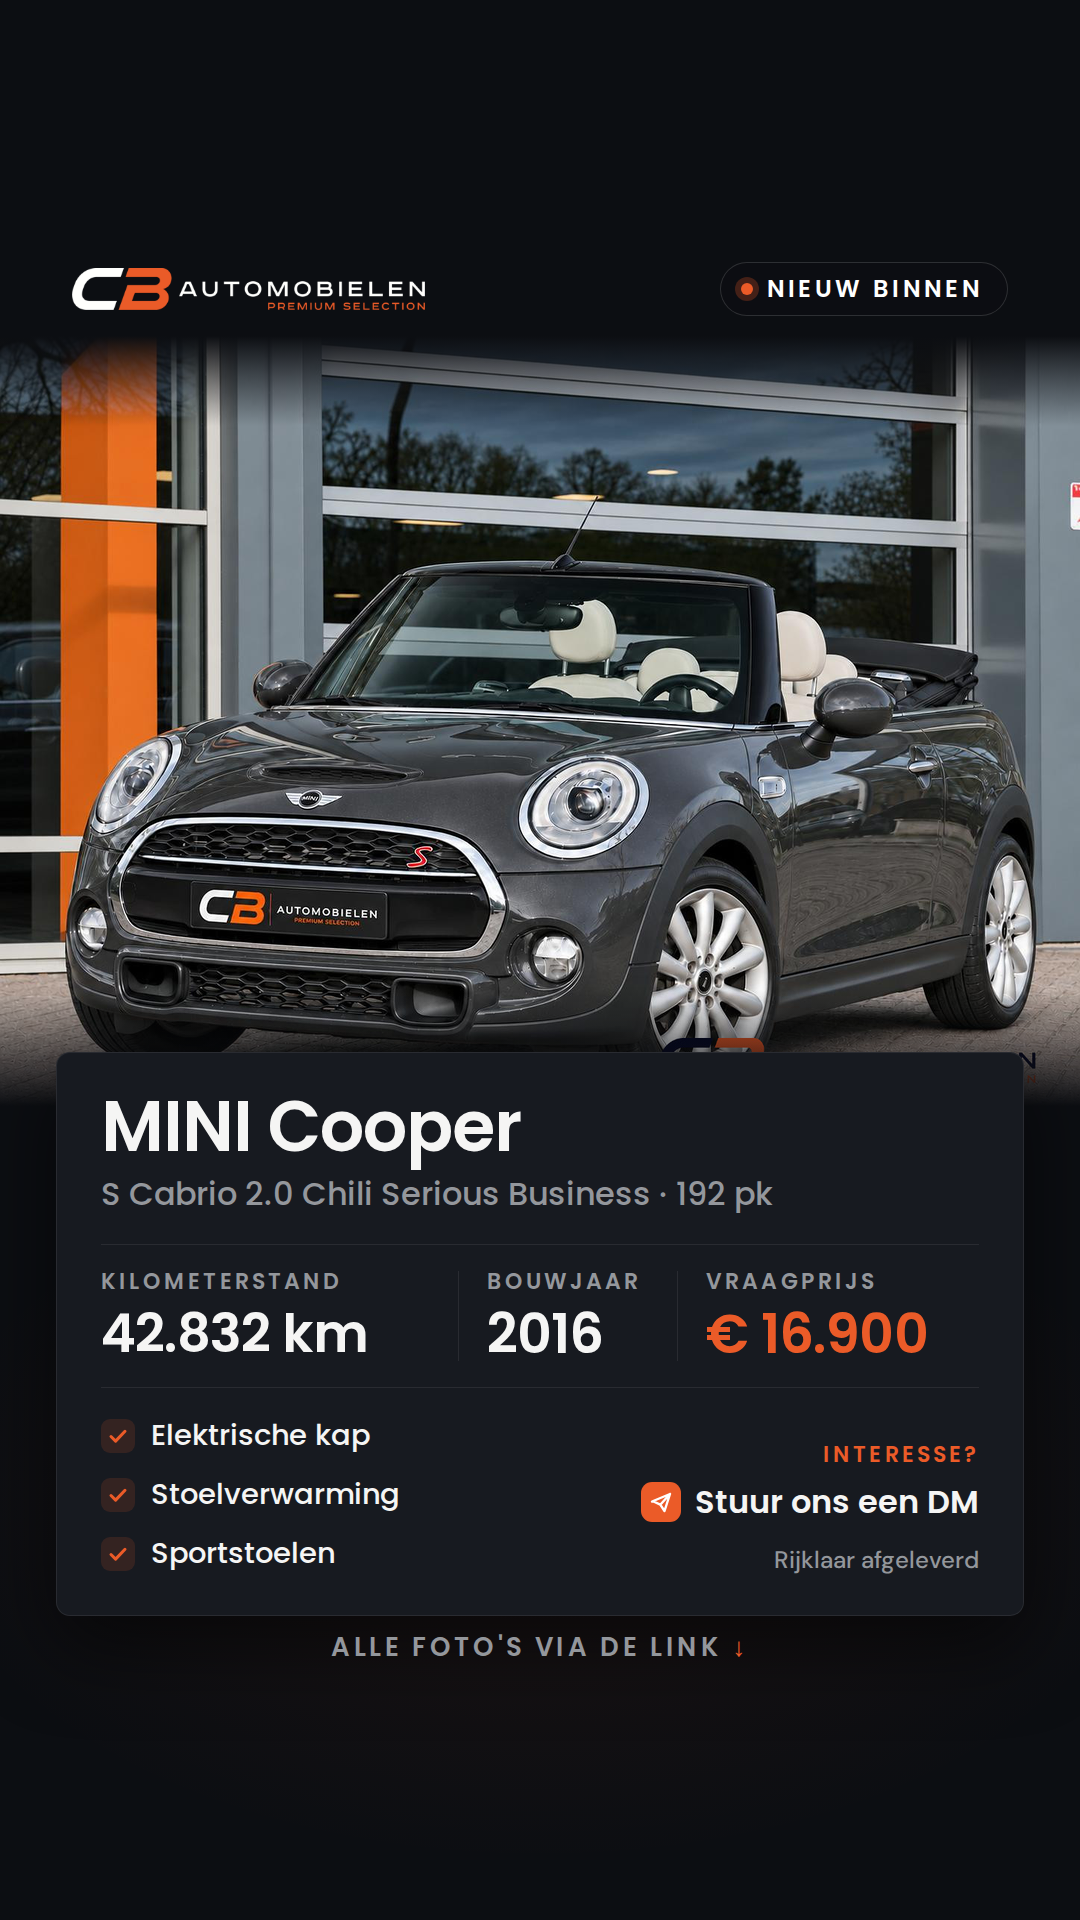 CB AUTOMOBIELEN
PREMIUM SELECTION
NIEUW BINNEN
MINI
S
CB AUTOMOBIELEN
PREMIUM SELECTION
MINI Cooper
S Cabrio 2.0 Chili Serious Business · 192 pk
KILOMETERSTAND
42.832 km
BOUWJAAR
2016
VRAAGPRIJS
€ 16.900
Elektrische kap
Stoelverwarming
Sportstoelen
INTERESSE?
Stuur ons een DM
Rijklaar afgeleverd
ALLE FOTO'S VIA DE LINK ↓